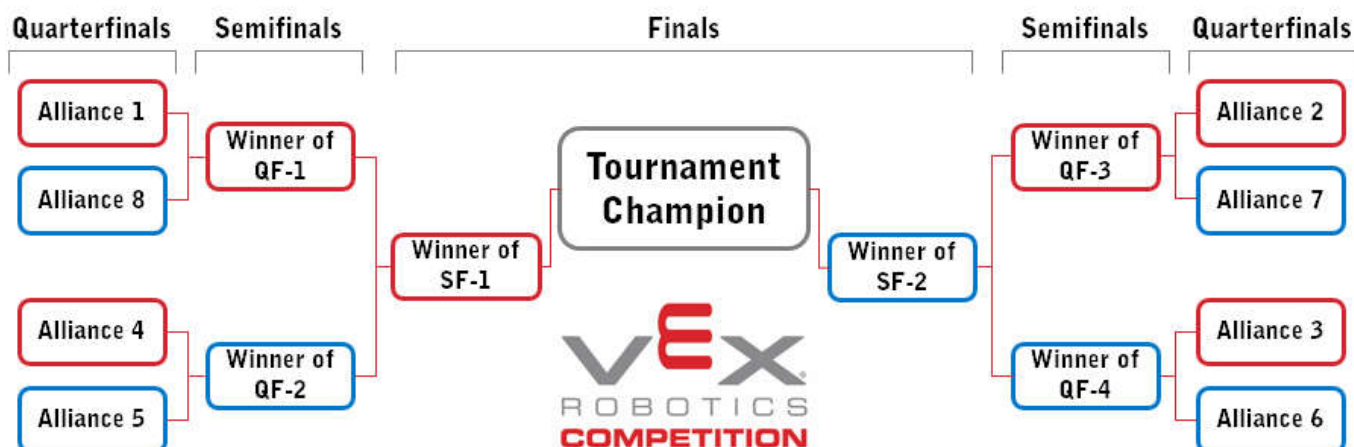 Quarterfinals
Semifinals
Finals
Semifinals
Quarterfinals
Alliance 1
Alliance 8
Alliance 4
Alliance 5
Winner of
QF-1
Winner of
QF-2
Winner of
SF-1
Tournament
Champion
Winner of
SF-2
Winner of
QF-3
Winner of
QF-4
Alliance 2
Alliance 7
Alliance 3
Alliance 6
VEX
ROBOTICS
COMPETITION